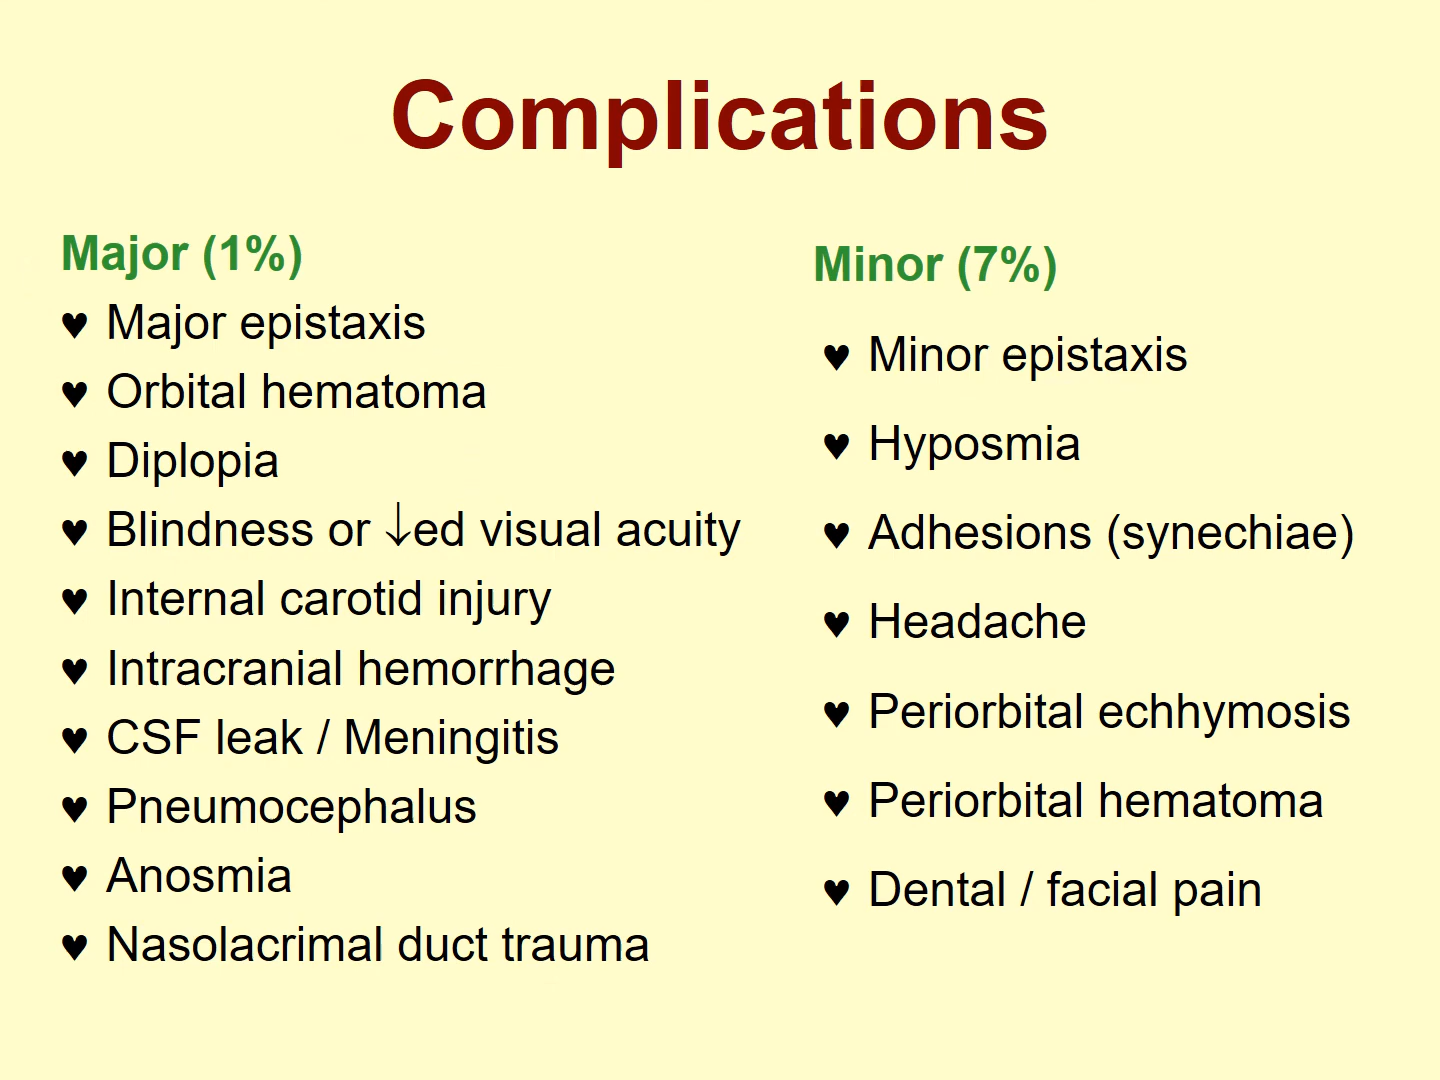 Complications
Major (1%)
♥ Major epistaxis
♥ Orbital hematoma
♥ Diplopia
♥ Blindness or ↓ed visual acuity
♥ Internal carotid injury
♥ Intracranial hemorrhage
♥ CSF leak / Meningitis
♥ Pneumocephalus
♥ Anosmia
♥ Nasolacrimal duct trauma
Minor (7%)
♥ Minor epistaxis
♥ Hyposmia
♥ Adhesions (synechiae)
♥ Headache
♥ Periorbital echhymosis
♥ Periorbital hematoma
♥ Dental / facial pain